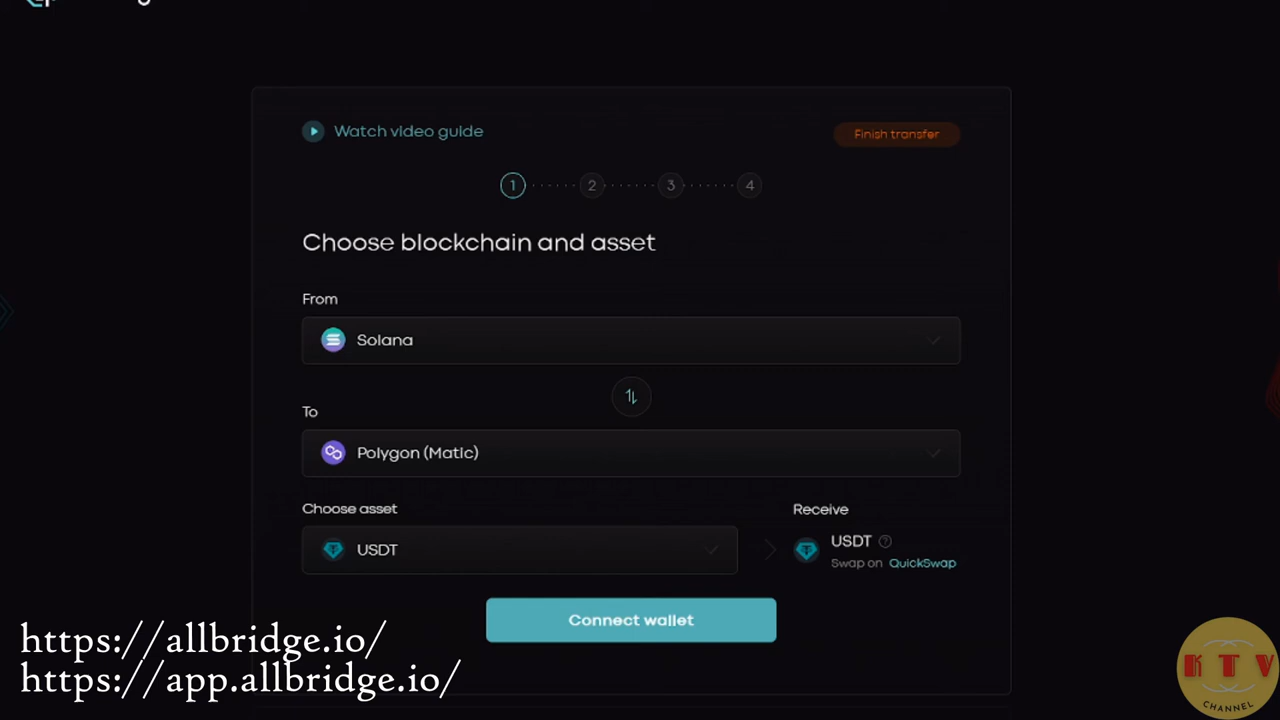 Watch video guide
Finish transfer
1 2 3 4
Choose blockchain and asset
From
Solana
To
Polygon (Matic)
Choose asset
Receive
USDT
USDT ?
Swap on QuickSwap
Connect wallet
https://allbridge.io/
https://app.allbridge.io/
KTV
CHANNEL